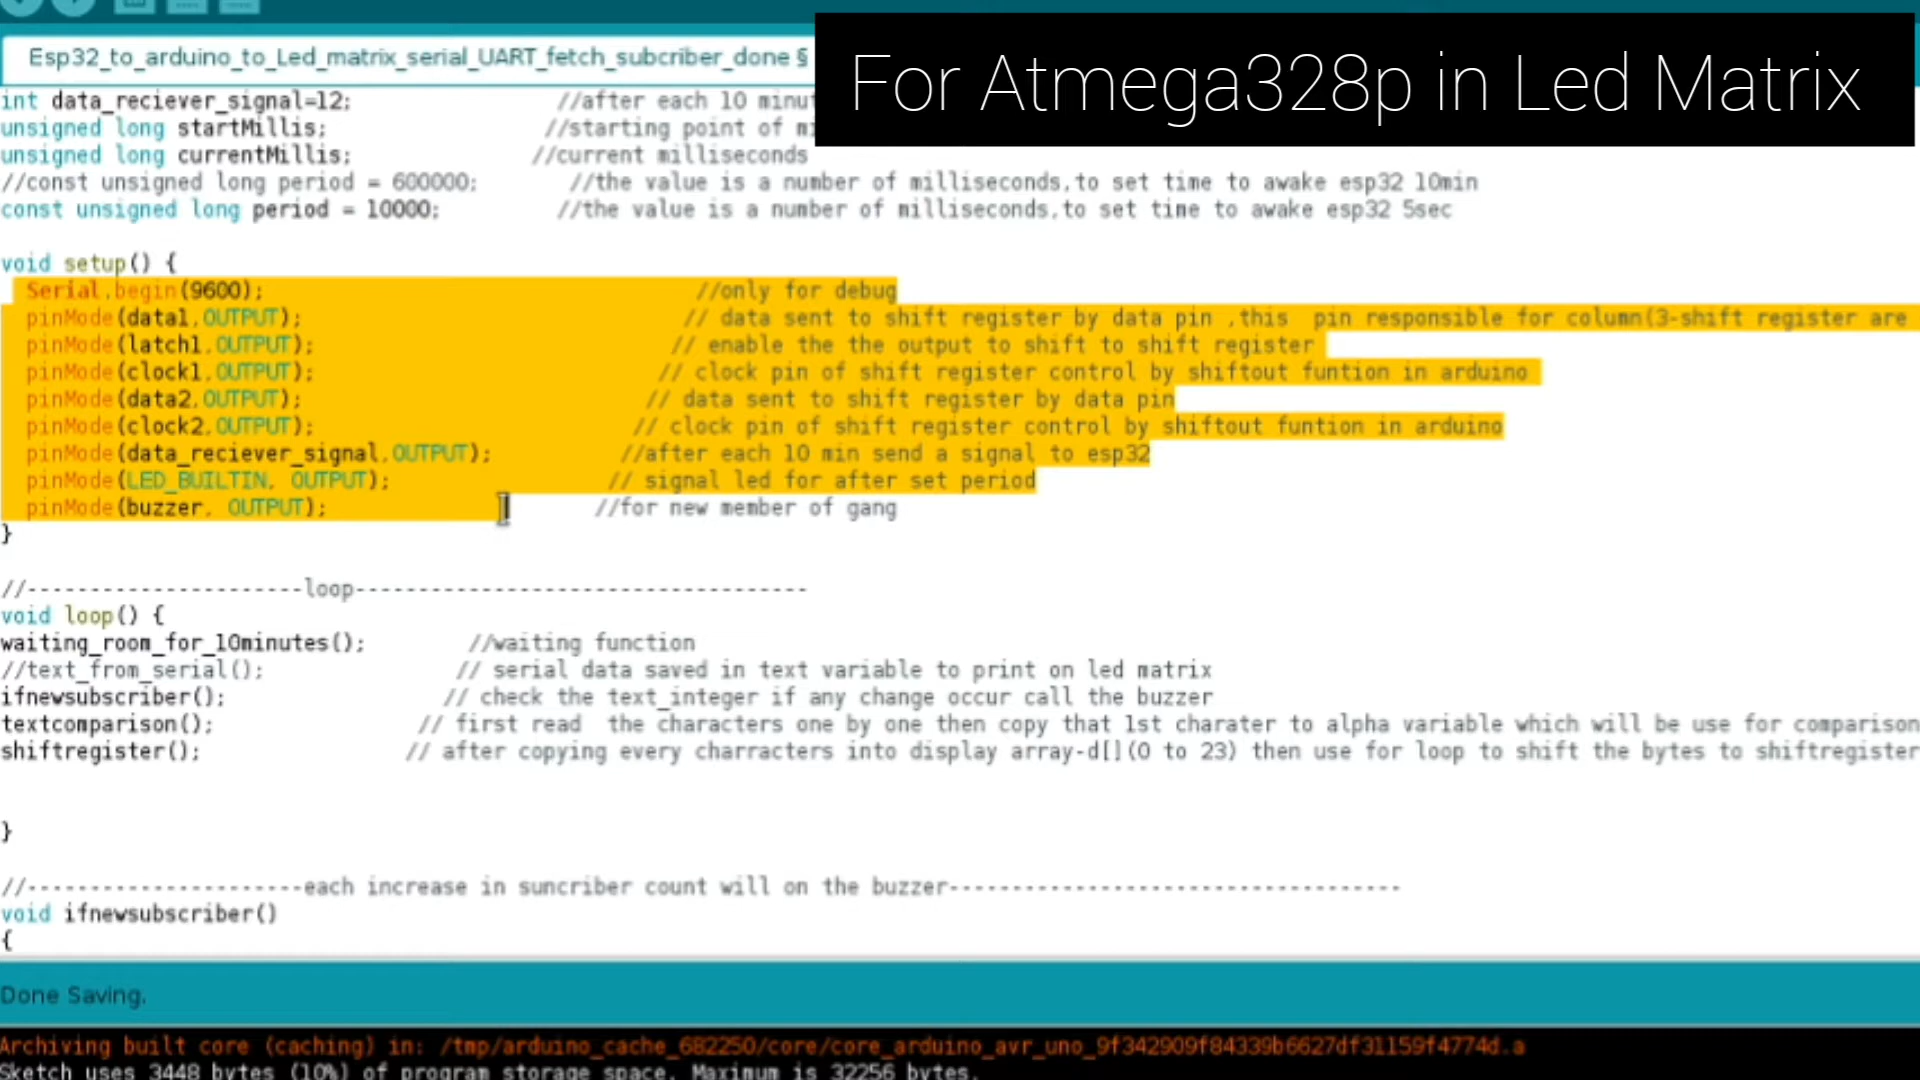 Esp32_to_arduino_to_Led_matrix_serial_UART_fetch_subcriber_done §
For Atmega328p in Led Matrix
int data_reciever_signal=12; //after each 10 minut
unsigned long startMillis; //starting point of mi
unsigned long currentMillis; //current milliseconds
//const unsigned long period = 600000; //the value is a number of milliseconds,to set time to awake esp32 10min
const unsigned long period = 10000; //the value is a number of milliseconds,to set time to awake esp32 5sec
void setup() {
Serial.begin(9600); //only for debug
pinMode(data1,OUTPUT); // data sent to shift register by data pin ,this pin responsible for column(3-shift register are
pinMode(latch1,OUTPUT); // enable the the output to shift to shift register
pinMode(clock1,OUTPUT); // clock pin of shift register control by shiftout funtion in arduino
pinMode(data2,OUTPUT); // data sent to shift register by data pin
pinMode(clock2,OUTPUT); // clock pin of shift register control by shiftout funtion in arduino
pinMode(data_reciever_signal,OUTPUT); //after each 10 min send a signal to esp32
pinMode(LED_BUILTIN, OUTPUT); // signal led for after set period
pinMode(buzzer, OUTPUT); //for new member of gang
}
//----------------------loop------------------------------------
void loop() {
waiting_room_for_10minutes(); //waiting function
//text_from_serial(); // serial data saved in text variable to print on led matrix
ifnewsubscriber(); // check the text_integer if any change occur call the buzzer
textcomparison(); // first read the characters one by one then copy that 1st charater to alpha variable which will be use for comparison
shiftregister(); // after copying every charracters into display array-d[](0 to 23) then use for loop to shift the bytes to shiftregister
}
//----------------------each increase in suncriber count will on the buzzer------------------------------------
void ifnewsubscriber()
{
Done Saving.
Archiving built core (caching) in: /tmp/arduino_cache_682250/core/core_arduino_avr_uno_9f342909f84339b6627df31159f4774d.a
Sketch uses 3448 bytes (10%) of program storage space. Maximum is 32256 bytes.